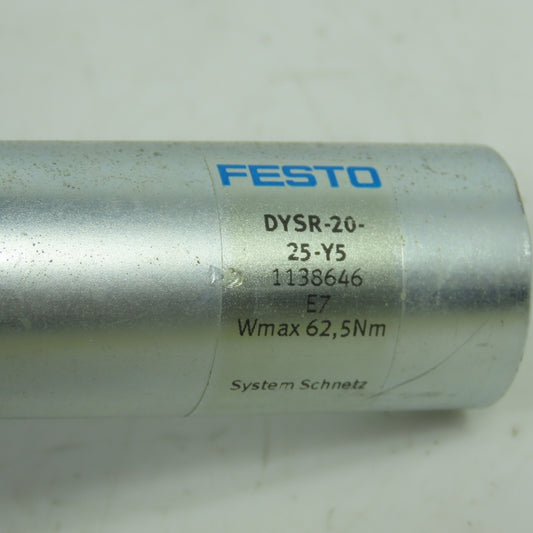 FESTO
DYSR-20-
25-Y5
1138646
E7
Wmax 62,5Nm
System Schnetz